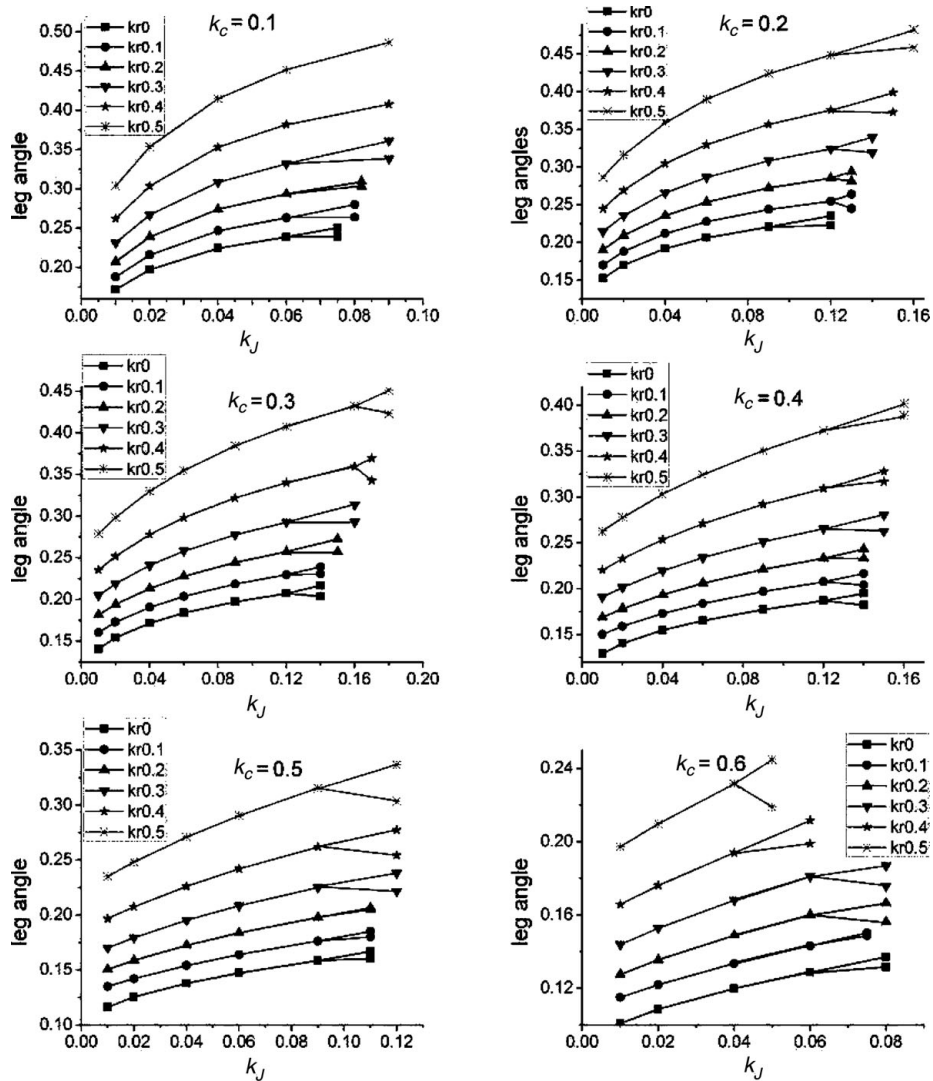 k_c = 0.1
kr0
kr0.1
kr0.2
kr0.3
kr0.4
kr0.5
leg angle
0.50
0.45
0.40
0.35
0.30
0.25
0.20
0.00 0.02 0.04 0.06 0.08 0.10
k_J
k_c = 0.2
kr0
kr0.1
kr0.2
kr0.3
kr0.4
kr0.5
leg angles
0.45
0.40
0.35
0.30
0.25
0.20
0.15
0.00 0.04 0.08 0.12 0.16
k_J
k_c = 0.3
kr0
kr0.1
kr0.2
kr0.3
kr0.4
kr0.5
leg angle
0.45
0.40
0.35
0.30
0.25
0.20
0.15
0.00 0.04 0.08 0.12 0.16 0.20
k_J
k_c = 0.4
kr0
kr0.1
kr0.2
kr0.3
kr0.4
kr0.5
leg angle
0.40
0.35
0.30
0.25
0.20
0.15
0.00 0.04 0.08 0.12 0.16
k_J
k_c = 0.5
kr0
kr0.1
kr0.2
kr0.3
kr0.4
kr0.5
leg angle
0.35
0.30
0.25
0.20
0.15
0.10
0.00 0.02 0.04 0.06 0.08 0.10 0.12
k_J
k_c = 0.6
kr0
kr0.1
kr0.2
kr0.3
kr0.4
kr0.5
leg angle
0.24
0.20
0.16
0.12
0.00 0.02 0.04 0.06 0.08
k_J